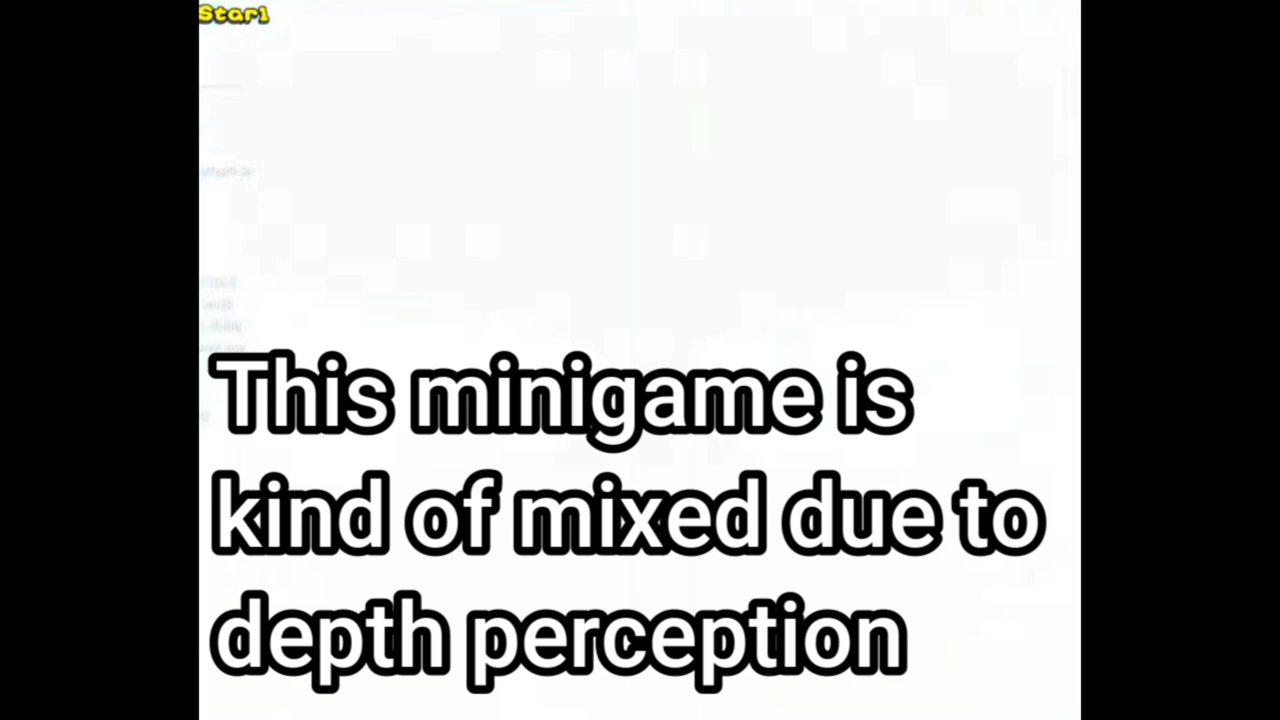 Star1
This minigame is
kind of mixed due to
depth perception